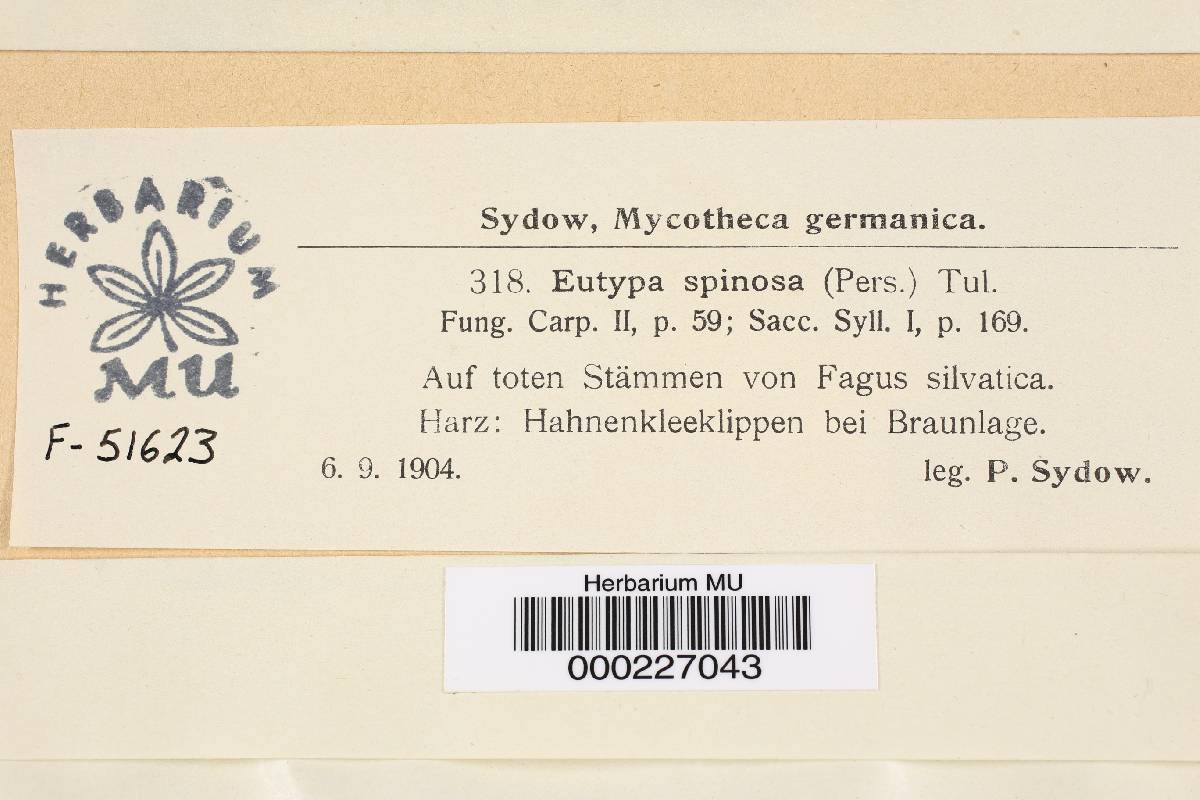 HERBARIUM
MU
F-51623
Sydow, Mycotheca germanica.
318. Eutypa spinosa (Pers.) Tul.
Fung. Carp. II, p. 59; Sacc. Syll. I, p. 169.
Auf toten Stämmen von Fagus silvatica.
Harz: Hahnenkleeklippen bei Braunlage.
6. 9. 1904. leg. P. Sydow.
Herbarium MU
000227043